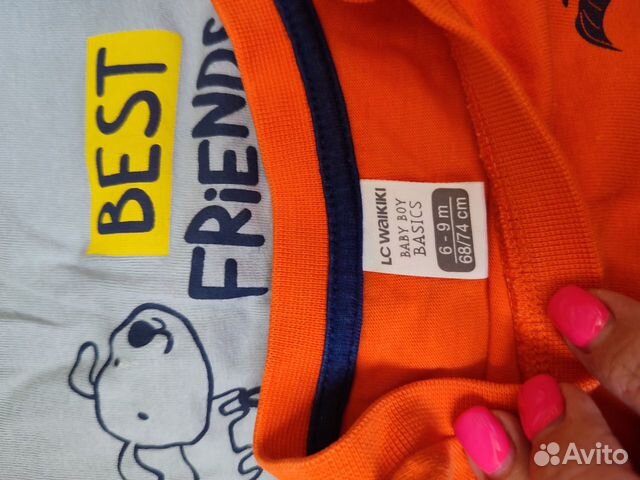 BEST
FRiENDS
LC WAIKIKI
BABY BOY
BASICS
6 - 9 m
68/74 cm
Avito